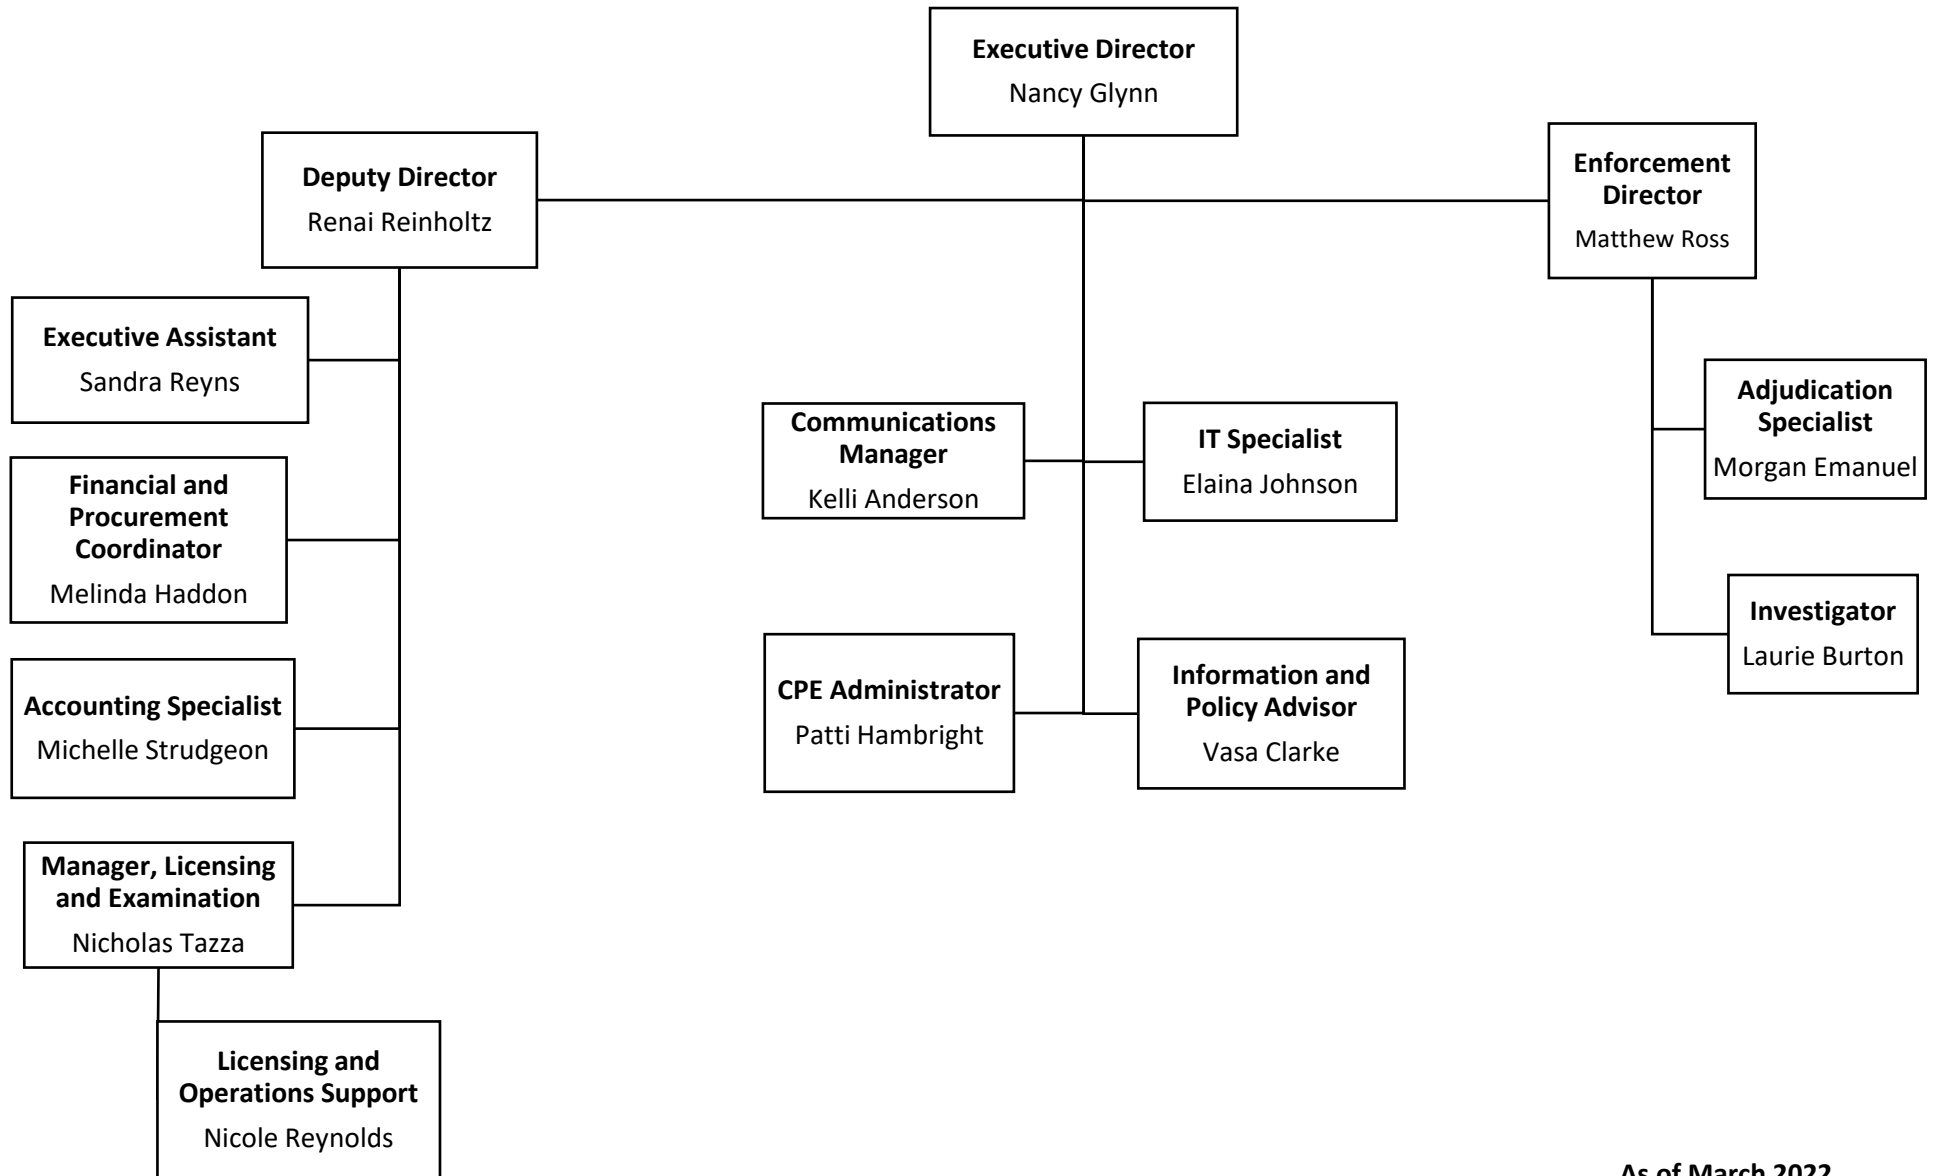 Executive Director
Nancy Glynn
Deputy Director
Renai Reinholtz
Enforcement
Director
Matthew Ross
Executive Assistant
Sandra Reyns
Financial and
Procurement
Coordinator
Melinda Haddon
Accounting Specialist
Michelle Strudgeon
Manager, Licensing
and Examination
Nicholas Tazza
Licensing and
Operations Support
Nicole Reynolds
Communications
Manager
Kelli Anderson
IT Specialist
Elaina Johnson
CPE Administrator
Patti Hambright
Information and
Policy Advisor
Vasa Clarke
Adjudication
Specialist
Morgan Emanuel
Investigator
Laurie Burton
As of March 2022